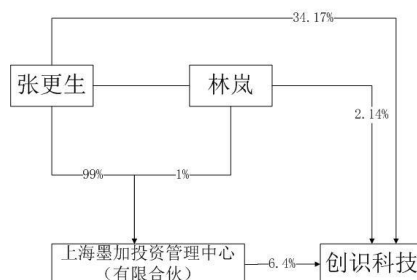 34.17%
张更生
林岚
2.14%
99%
1%
上海墨加投资管理中心
（有限合伙）
6.4%
创识科技